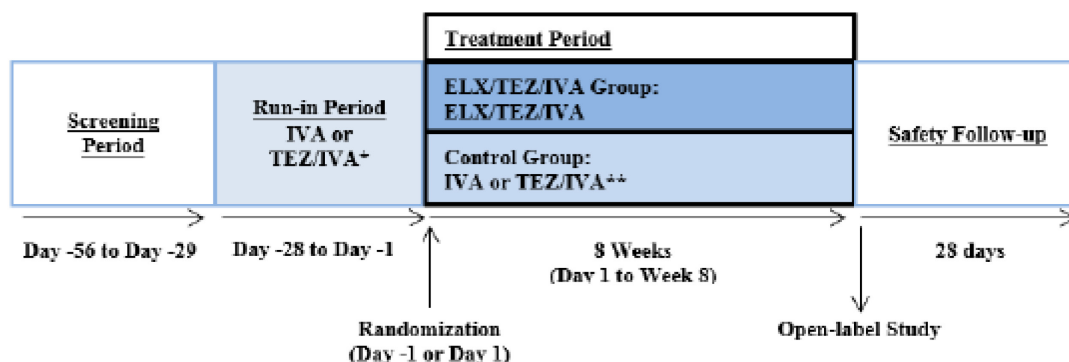 Treatment Period
Screening
Period
Run-in Period
IVA or
TEZ/IVA*
ELX/TEZ/IVA Group:
ELX/TEZ/IVA
Control Group:
IVA or TEZ/IVA**
Safety Follow-up
Day -56 to Day -29
Day -28 to Day -1
8 Weeks
(Day 1 to Week 8)
28 days
Randomization
(Day -1 or Day 1)
Open-label Study